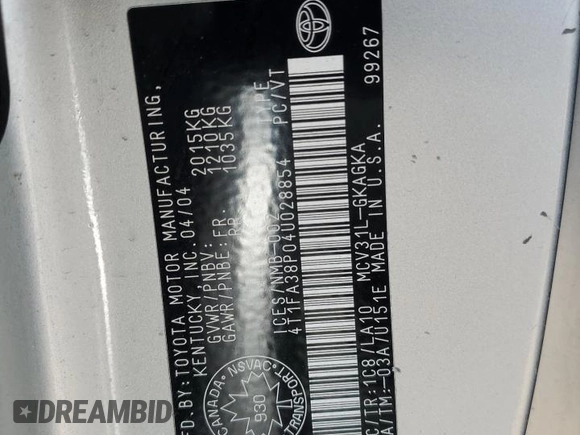 MFD.BY:TOYOTA MOTOR MANUFACTURING,
KENTUCKY, INC. 04/04
GVWR/PNBV: 2015KG
GAWR/PNBE:FR. 1210KG
RR. 1035KG
ICES/NMB-002 TYPE
4T1FA38P04U028854 PC/VT
C/TR:1C8/LA10 MCV31L-GKAGKA
A/TM:-03A/U151E MADE IN U.S.A.
99267
CANADA NSVAC
930
TRANSPORT
DREAMBID